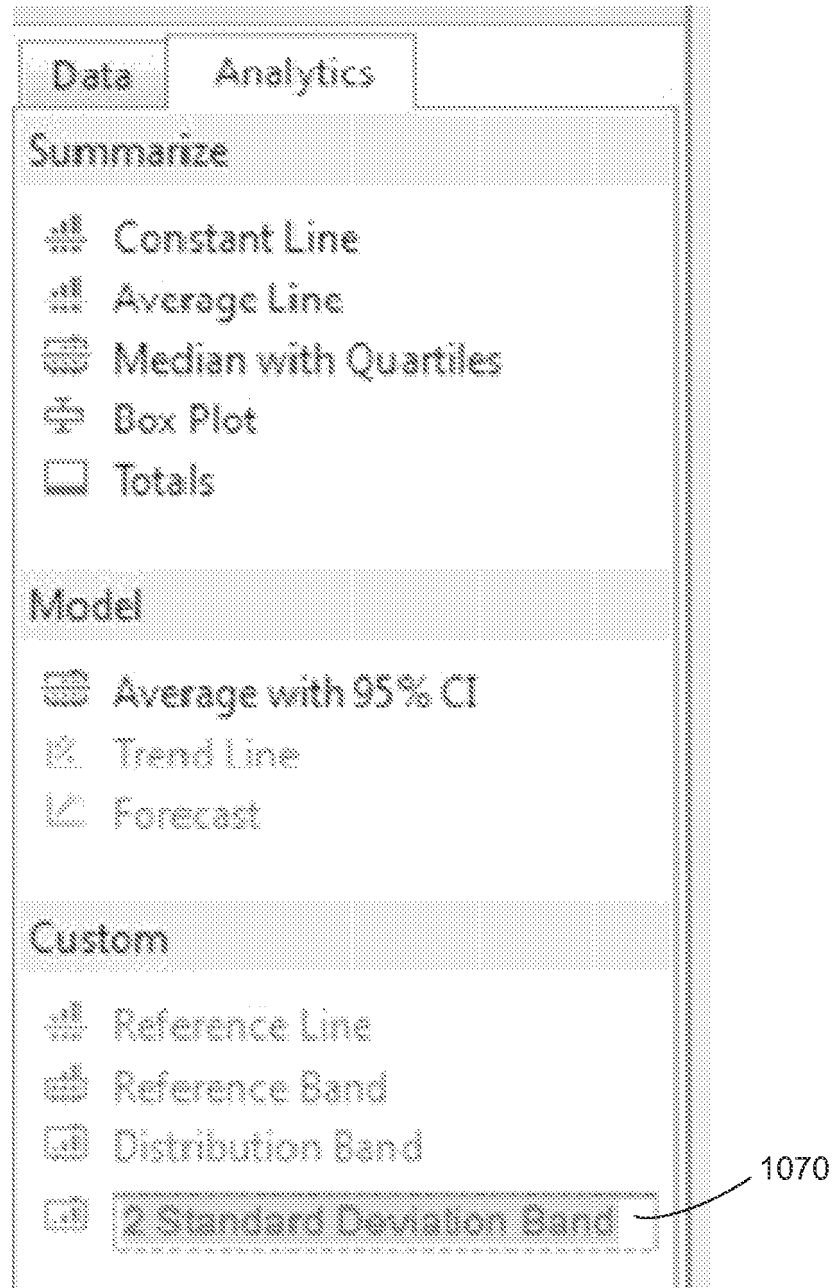 Data Analytics
Summarize
Constant Line
Average Line
Median with Quartiles
Box Plot
Totals
Model
Average with 95% CI
Trend Line
Forecast
Custom
Reference Line
Reference Band
Distribution Band
2 Standard Deviation Band
1070